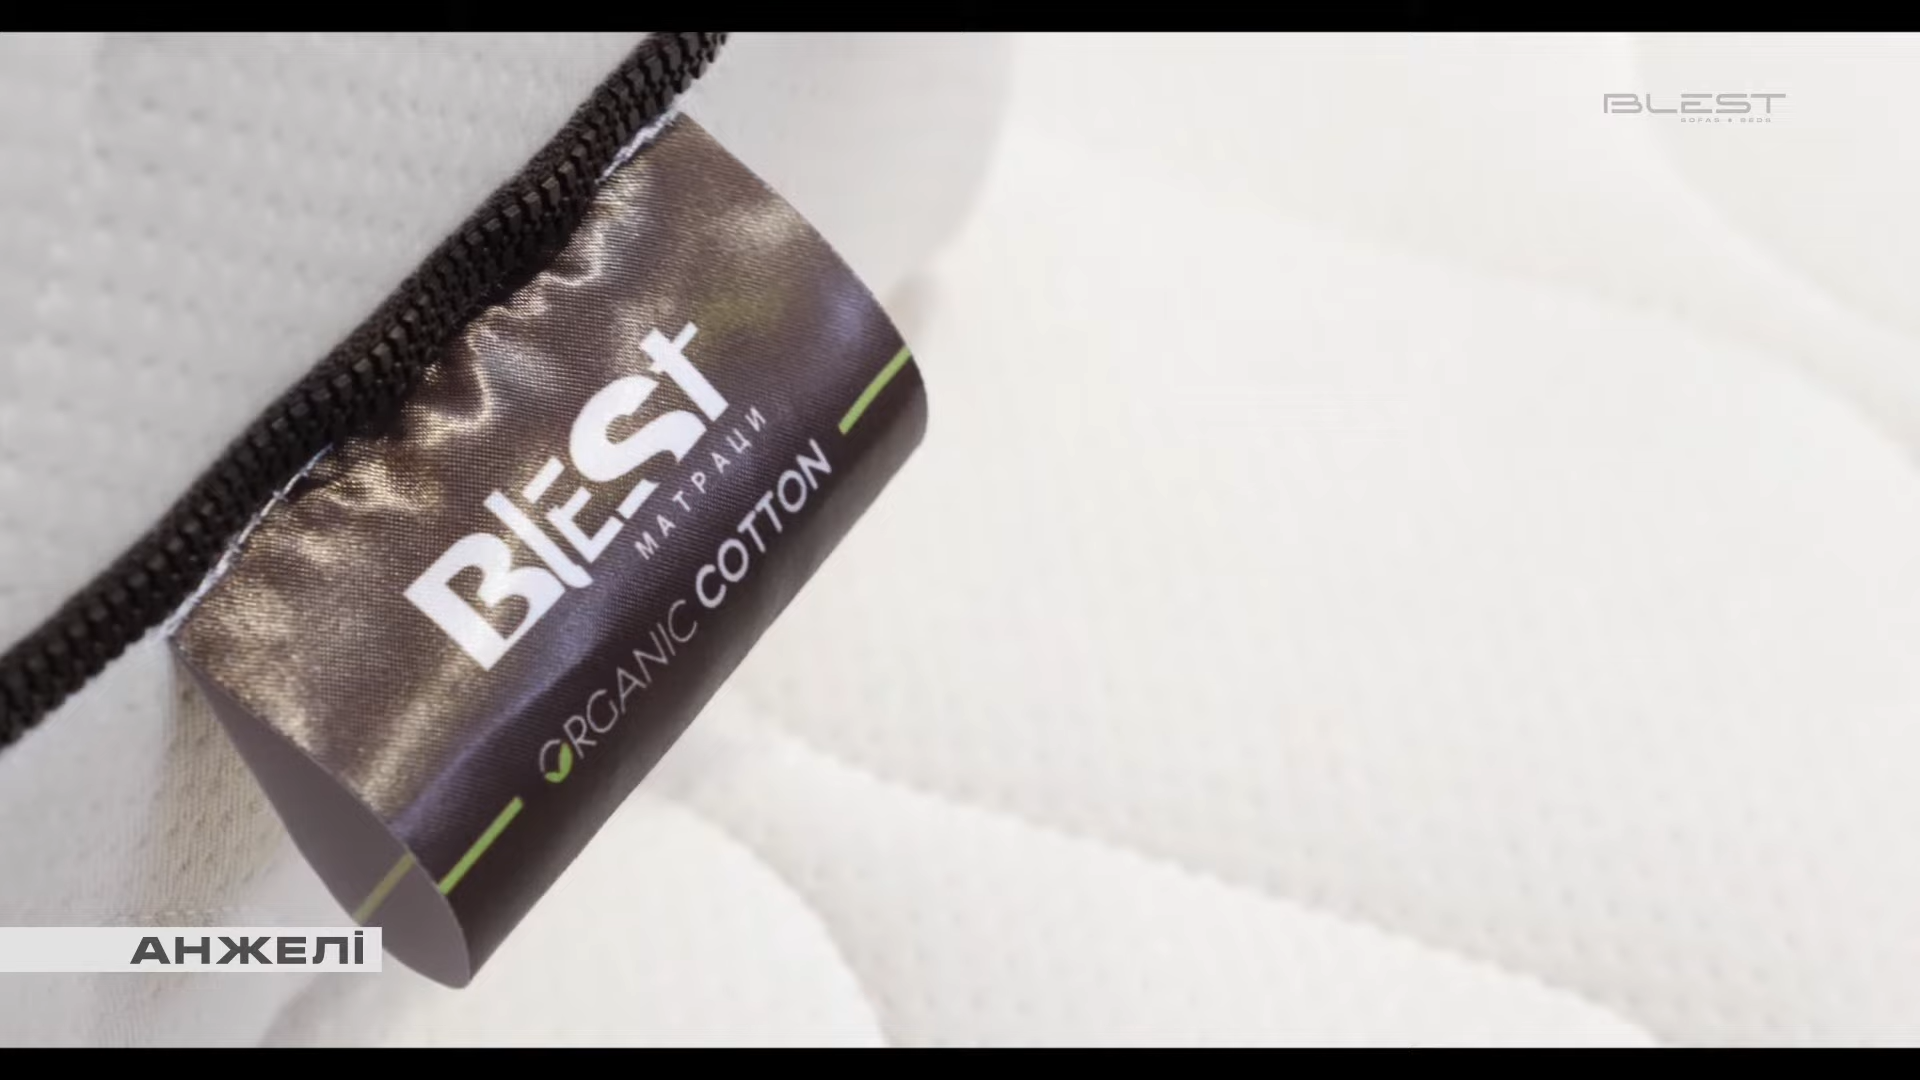 BLEST
SOFAS + BEDS
BLESt
МАТРАЦИ
ORGANIC COTTON
АНЖЕЛІ